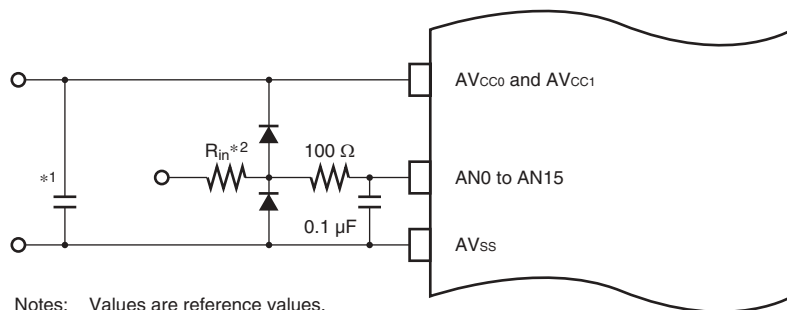 AVCC0 and AVCC1
Rin*2
100 Ω
*1
AN0 to AN15
0.1 μF
AVSS
Notes: Values are reference values.